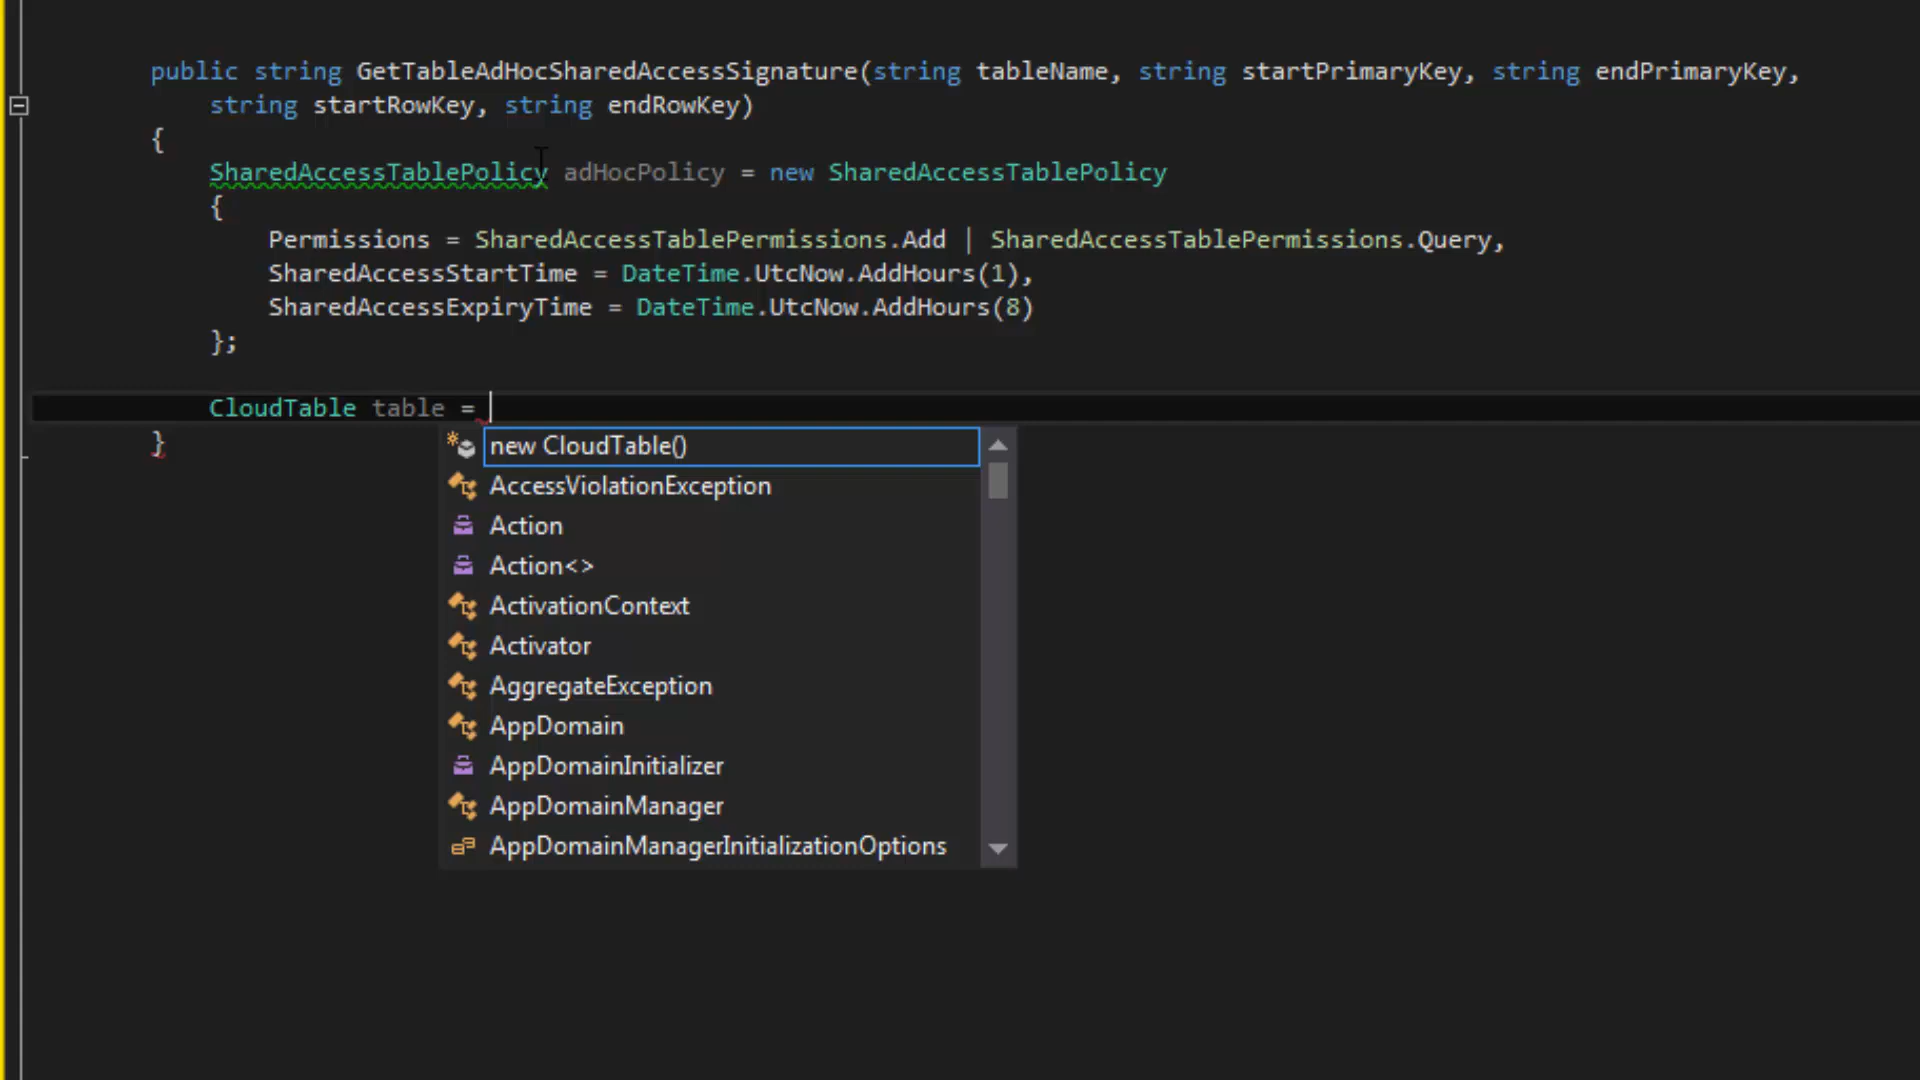 public string GetTableAdHocSharedAccessSignature(string tableName, string startPrimaryKey, string endPrimaryKey,
string startRowKey, string endRowKey)
{
SharedAccessTablePolicy adHocPolicy = new SharedAccessTablePolicy
{
Permissions = SharedAccessTablePermissions.Add | SharedAccessTablePermissions.Query,
SharedAccessStartTime = DateTime.UtcNow.AddHours(1),
SharedAccessExpiryTime = DateTime.UtcNow.AddHours(8)
};
CloudTable table =
}
new CloudTable()
AccessViolationException
Action
Action<>
ActivationContext
Activator
AggregateException
AppDomain
AppDomainInitializer
AppDomainManager
AppDomainManagerInitializationOptions